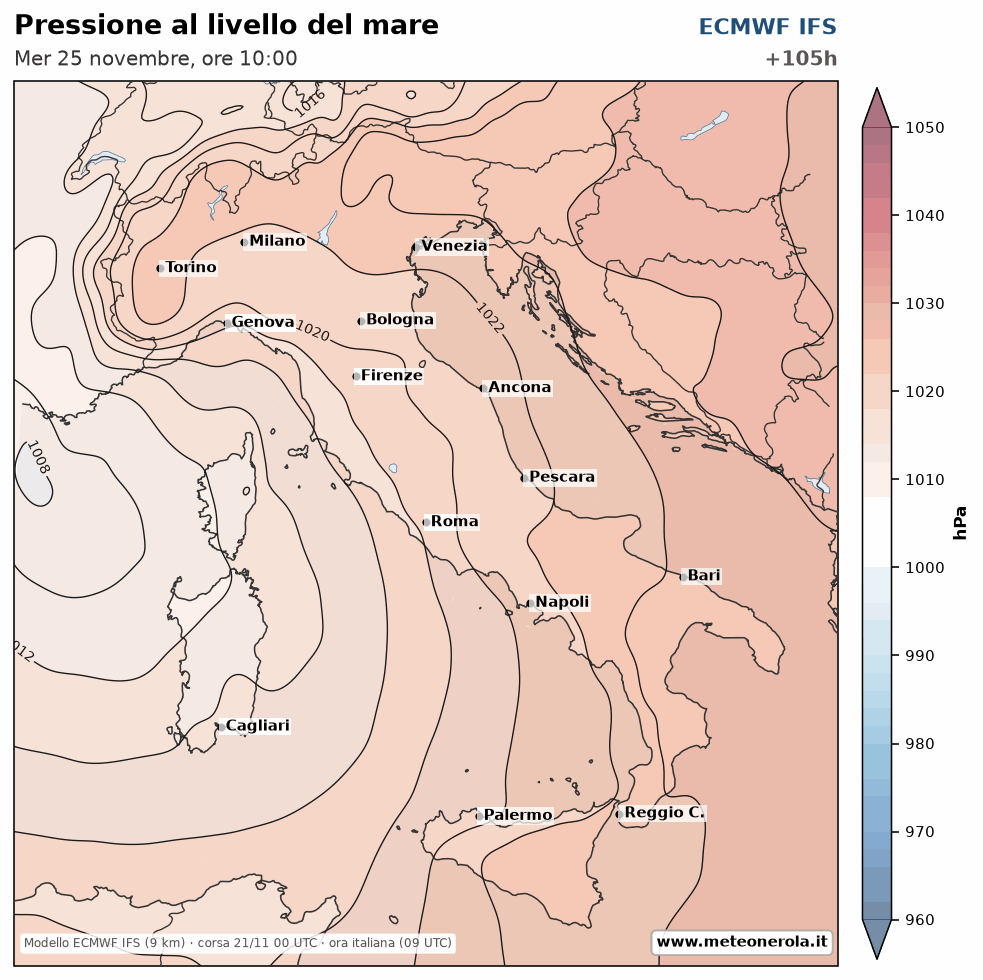 Pressione al livello del mare
ECMWF IFS
Mer 25 novembre, ore 10:00
+105h
1016
1050
1040
1030
1020
1010
1000
990
980
970
960
hPa
Milano
Venezia
Torino
Genova
1020
Bologna
1022
Firenze
Ancona
1008
Pescara
Roma
Bari
Napoli
012
Cagliari
Palermo
Reggio C.
Modello ECMWF IFS (9 km) · corsa 21/11 00 UTC · ora italiana (09 UTC)
www.meteonerola.it